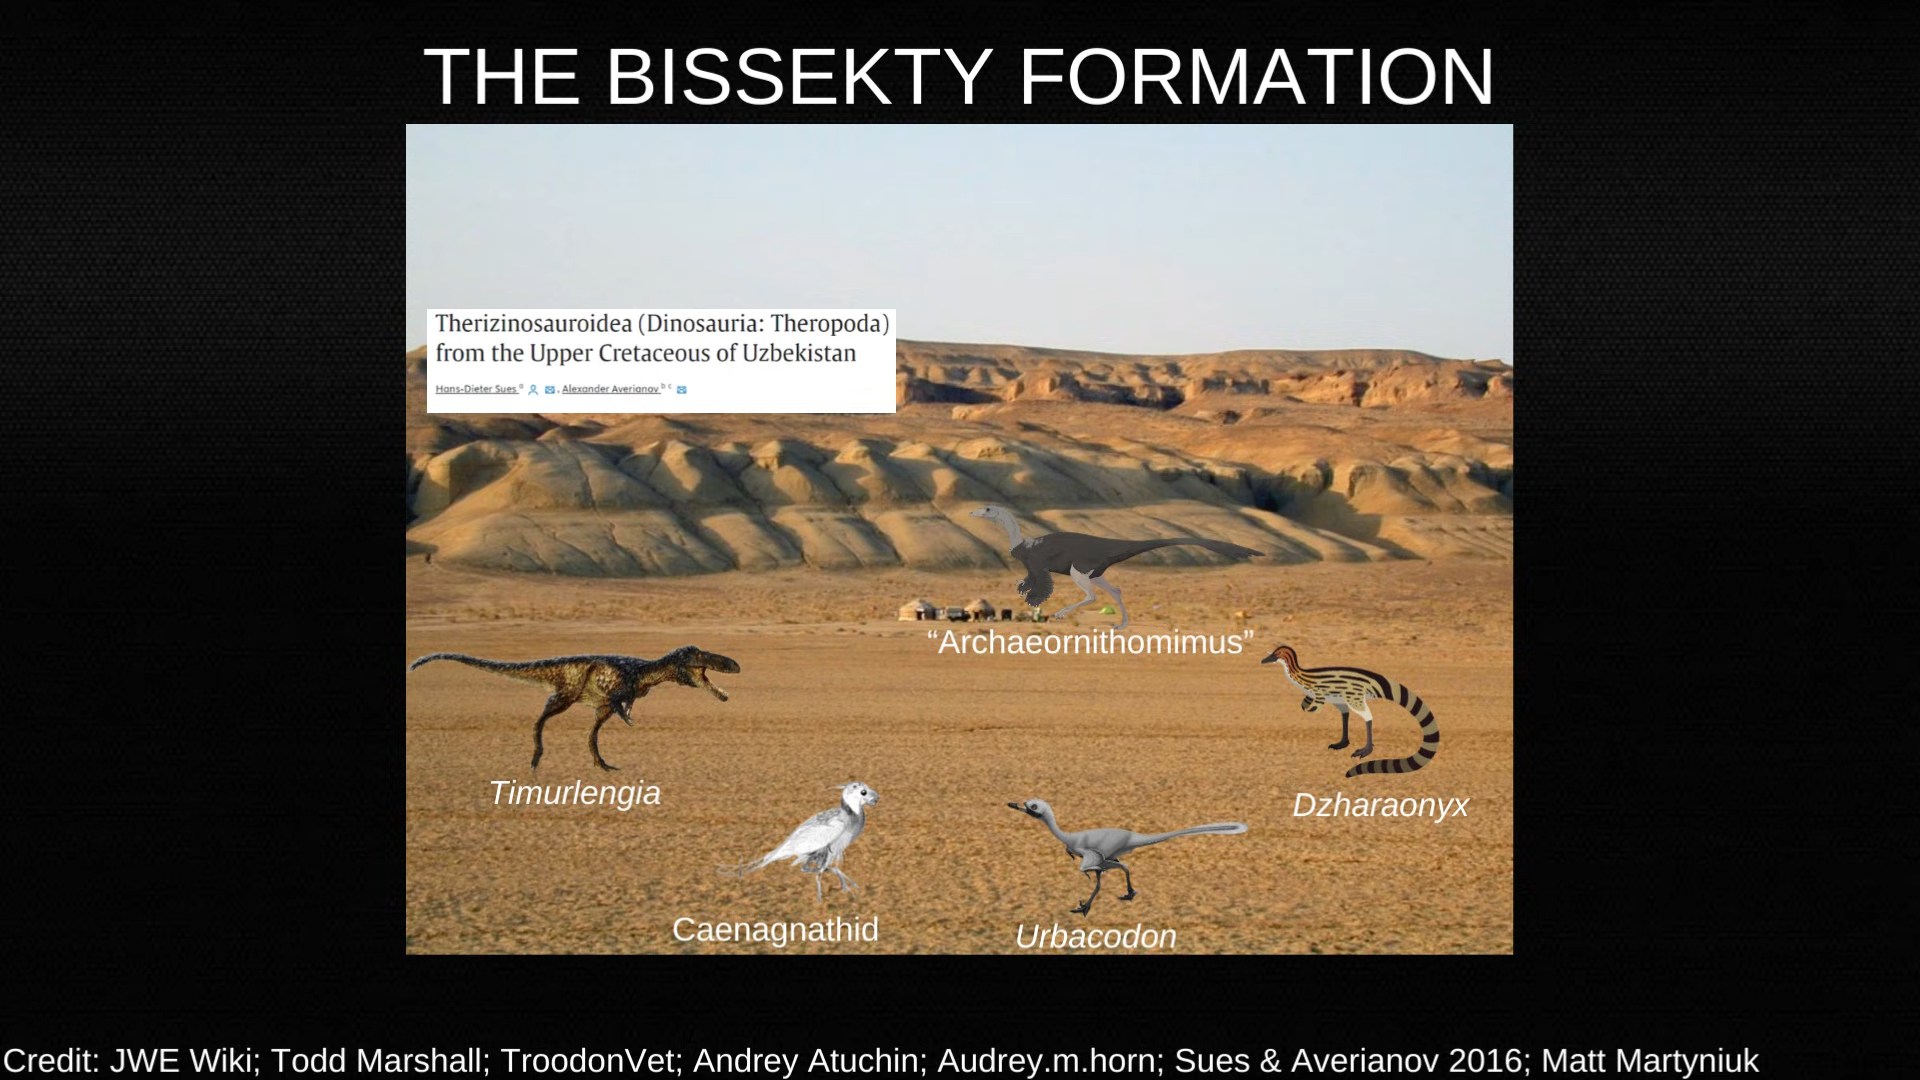 THE BISSEKTY FORMATION
Therizinosauroidea (Dinosauria: Theropoda)
from the Upper Cretaceous of Uzbekistan
Hans-Dieter Sues a, Alexander Averianov b c
“Archaeornithomimus”
Timurlengia
Dzharaonyx
Caenagnathid
Urbacodon
Credit: JWE Wiki; Todd Marshall; TroodonVet; Andrey Atuchin; Audrey.m.horn; Sues & Averianov 2016; Matt Martyniuk